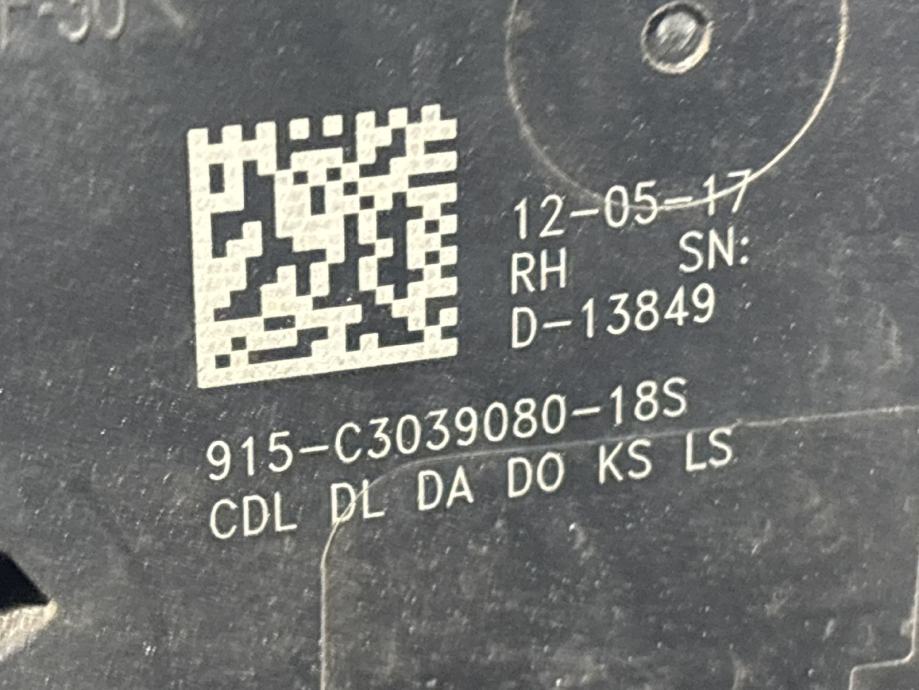 12-05-17
RH SN:
D-13849
915-C3039080-18S
CDL DL DA DO KS LS